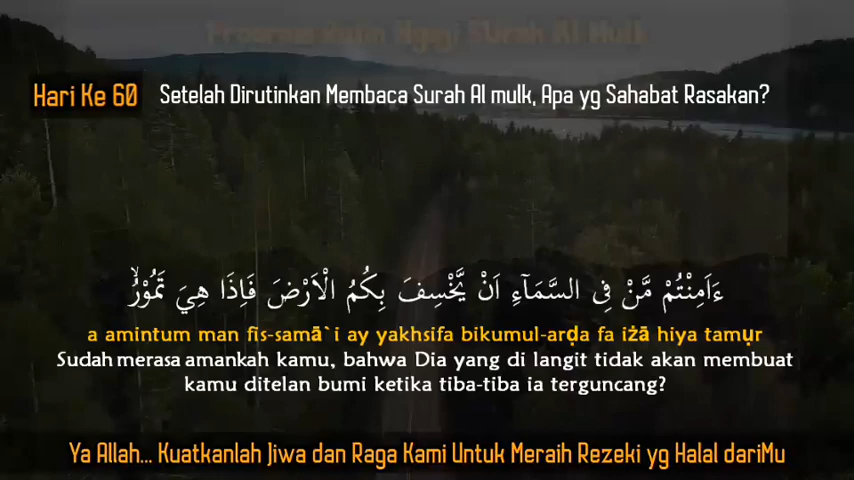 Hari Ke 60 Setelah Dirutinkan Membaca Surah Al mulk, Apa yg Sahabat Rasakan?
ءَاَمِنْتُمْ مَّنْ فِى السَّمَآءِ اَنْ يَّخْسِفَ بِكُمُ الْاَرْضَ فَاِذَا هِيَ تَمُوْرُۙ
a amintum man fis-samā`i ay yakhsifa bikumul-arḍa fa iżā hiya tamụr
Sudah merasa amankah kamu, bahwa Dia yang di langit tidak akan membuat
kamu ditelan bumi ketika tiba-tiba ia terguncang?
Ya Allah... Kuatkanlah Jiwa dan Raga Kami Untuk Meraih Rezeki yg Halal dariMu